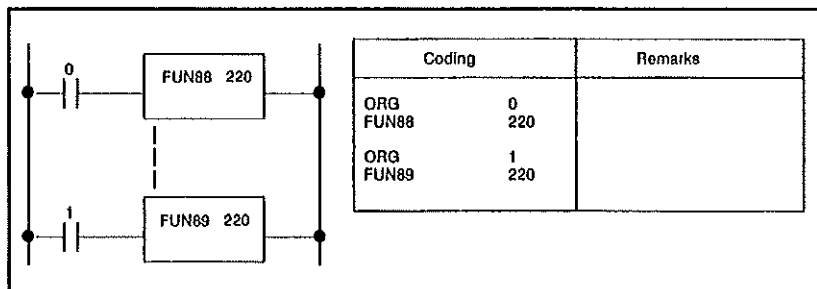 0
FUN88 220
1
FUN89 220
Coding Remarks
ORG 0
FUN88 220
ORG 1
FUN89 220